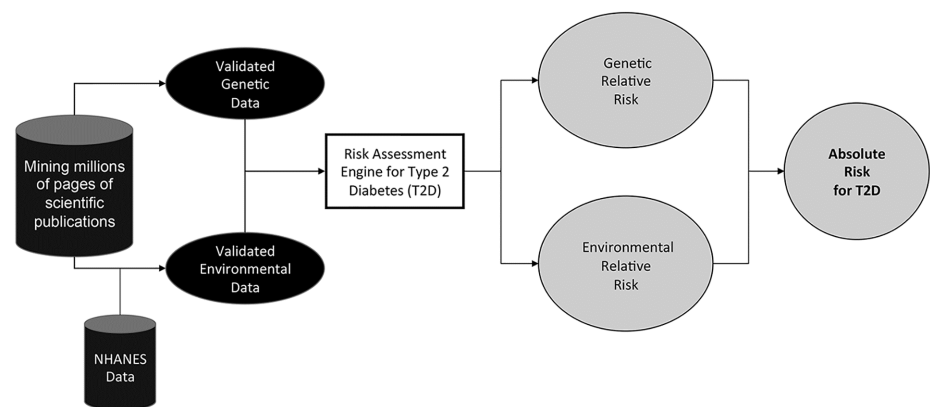 Mining millions
of pages of
scientific
publications
NHANES
Data
Validated
Genetic
Data
Validated
Environmental
Data
Risk Assessment
Engine for Type 2
Diabetes (T2D)
Genetic
Relative
Risk
Environmental
Relative
Risk
Absolute
Risk
for T2D